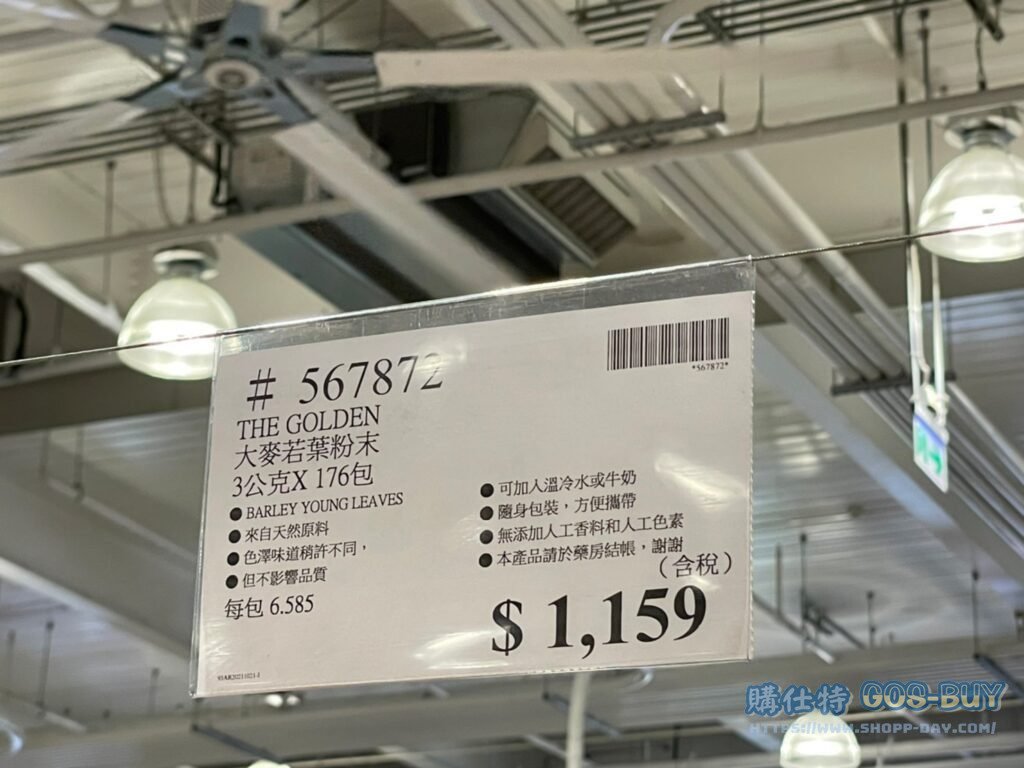 # 567872
*567872*
THE GOLDEN
大麥若葉粉末
3公克X 176包
● BARLEY YOUNG LEAVES
● 來自天然原料
● 色澤味道稍許不同，
● 但不影響品質
每包 6.585
● 可加入溫冷水或牛奶
● 隨身包裝，方便攜帶
● 無添加人工香料和人工色素
● 本產品請於藥房結帳，謝謝
（含稅）
$ 1,159
購仕特 GOS-BUY
HTTPS://WWW.SHOPP-DAY.COM/